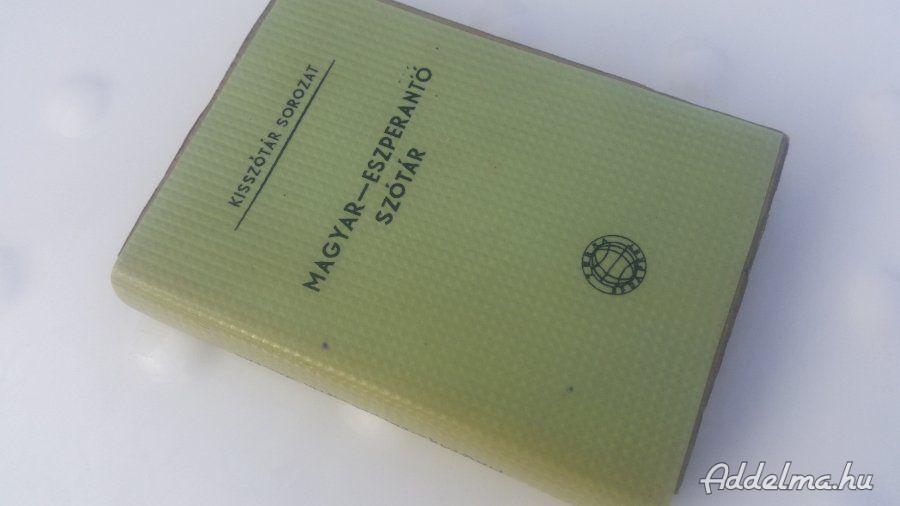 KISSZÓTÁR SOROZAT
MAGYAR—ESZPERANTÓ
SZÓTÁR
Addelma.hu